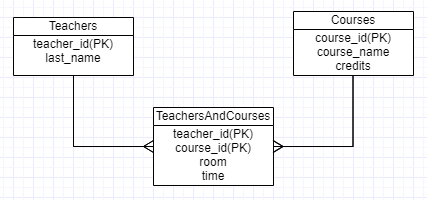 Teachers
teacher_id(PK)
last_name
Courses
course_id(PK)
course_name
credits
TeachersAndCourses
teacher_id(PK)
course_id(PK)
room
time